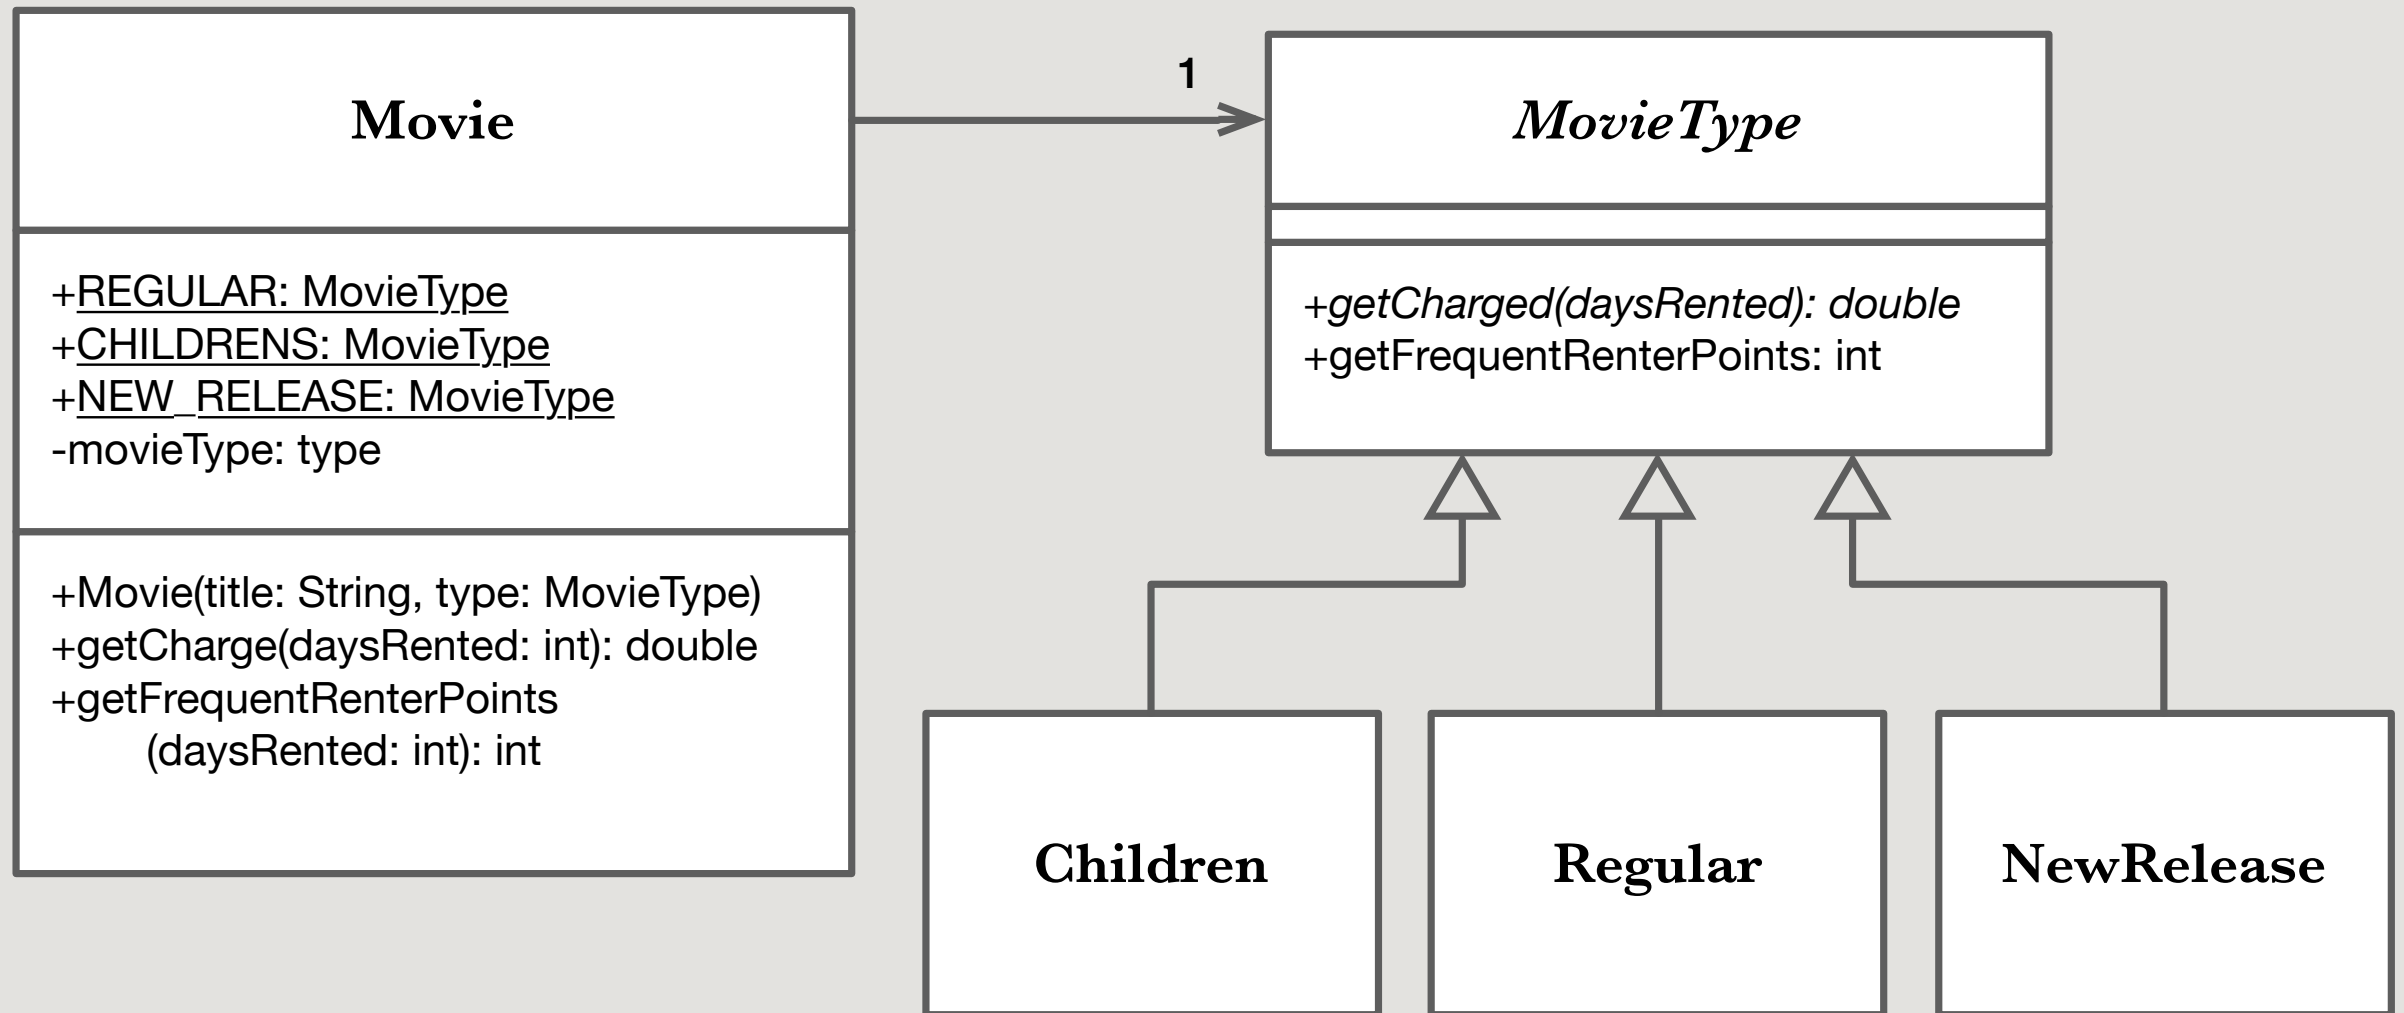 Movie
+REGULAR: MovieType
+CHILDRENS: MovieType
+NEW_RELEASE: MovieType
-movieType: type
+Movie(title: String, type: MovieType)
+getCharge(daysRented: int): double
+getFrequentRenterPoints
(daysRented: int): int
1
MovieType
+getCharged(daysRented): double
+getFrequentRenterPoints: int
Children
Regular
NewRelease